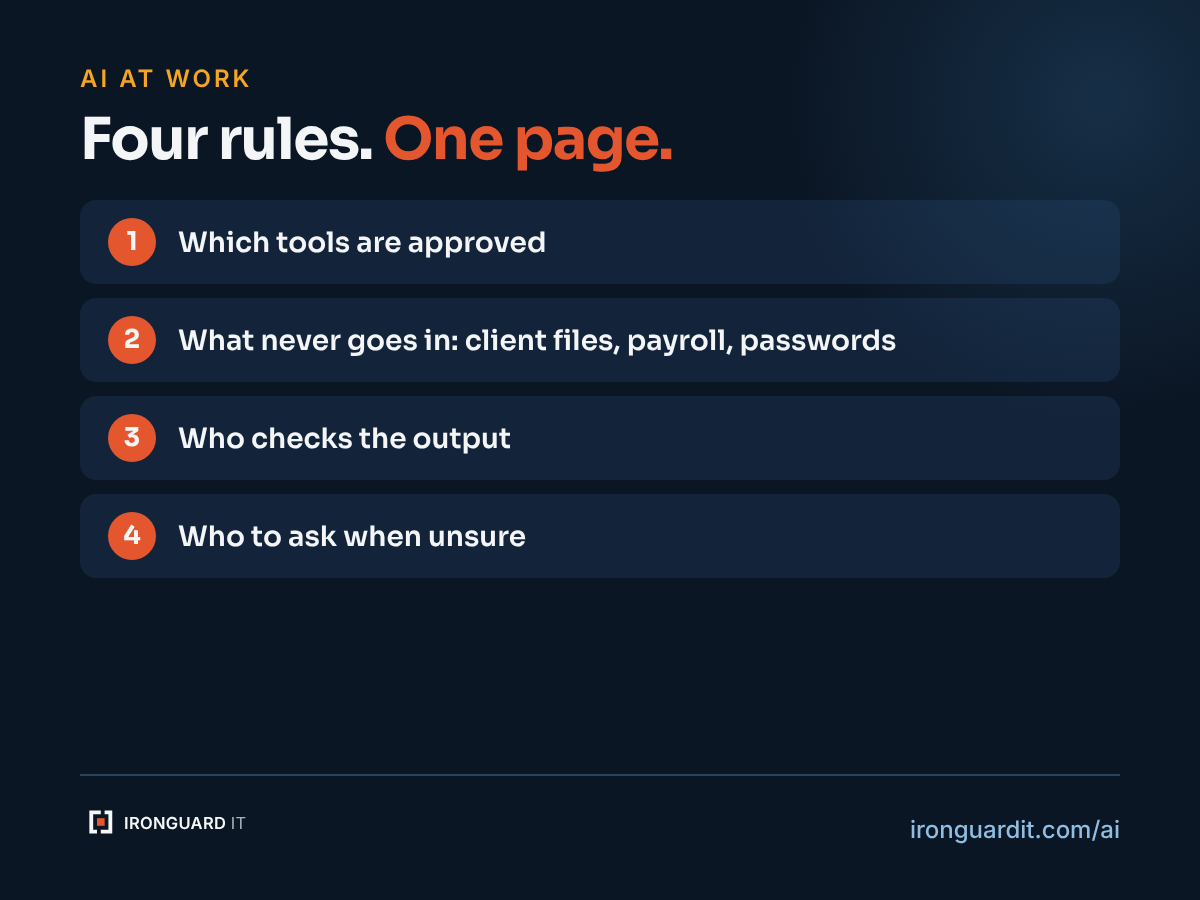 AI AT WORK
Four rules. One page.
1 Which tools are approved
2 What never goes in: client files, payroll, passwords
3 Who checks the output
4 Who to ask when unsure
IRONGUARD IT
ironguardit.com/ai